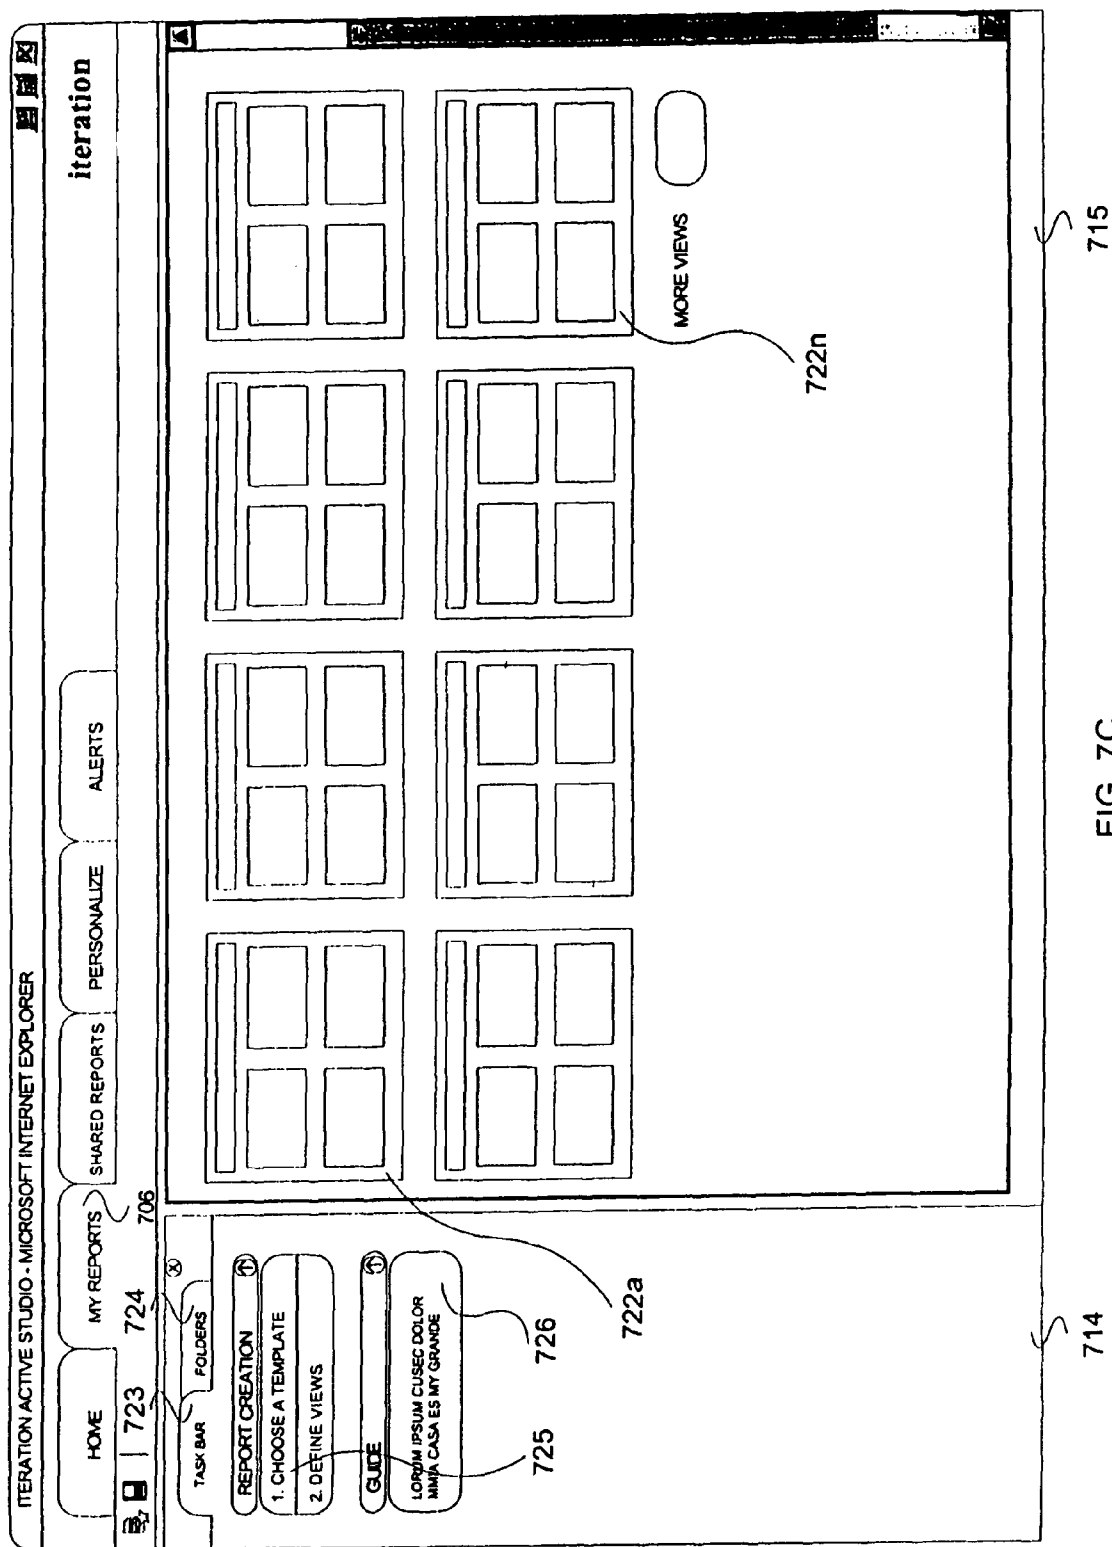 ITERATION ACTIVE STUDIO - MICROSOFT INTERNET EXPLORER
iteration
HOME
MY REPORTS
SHARED REPORTS
PERSONALIZE
ALERTS
706
723
724
TASK BAR
FOLDERS
REPORT CREATION
1. CHOOSE A TEMPLATE
2. DEFINE VIEWS
725
GUIDE
LORUM IPSUM CUSEC DOLOR
MMIA CASA ES MY GRANDE
726
722a
MORE VIEWS
722n
714
715
FIG. 7C